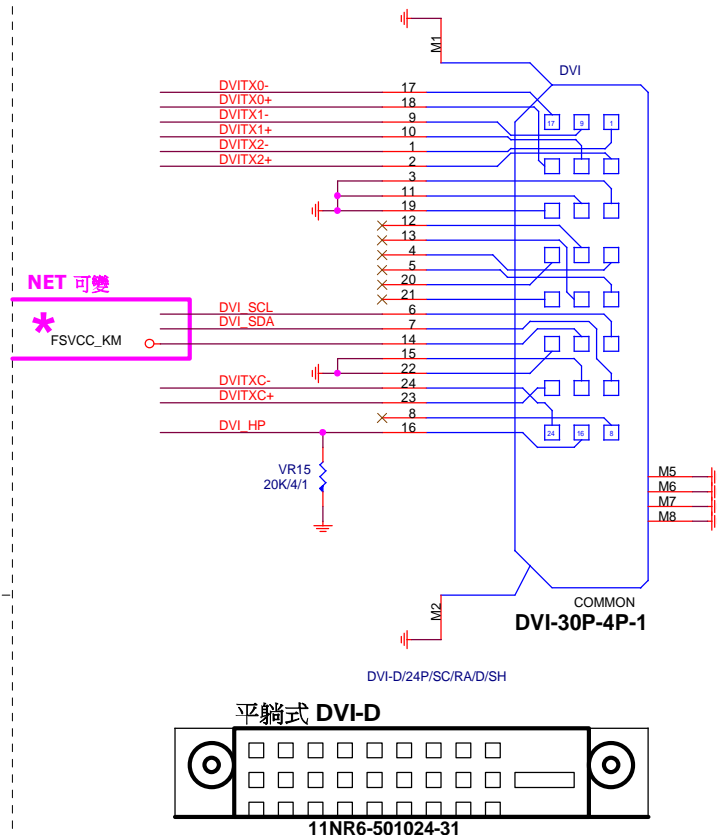 M1
DVI
DVITX0- 17
DVITX0+ 18
DVITX1- 9
DVITX1+ 10
DVITX2- 1
DVITX2+ 2
3
11
19
12
13
4
5
20
21
17 9 1
NET 可變
* FSVCC_KM
DVI_SCL 6
DVI_SDA 7
14
15
22
DVITXC- 24
DVITXC+ 23
8
DVI_HP 16
24 16 8
VR15
20K/4/1
M5
M6
M7
M8
M2
COMMON
DVI-30P-4P-1
DVI-D/24P/SC/RA/D/SH
平躺式 DVI-D
11NR6-501024-31